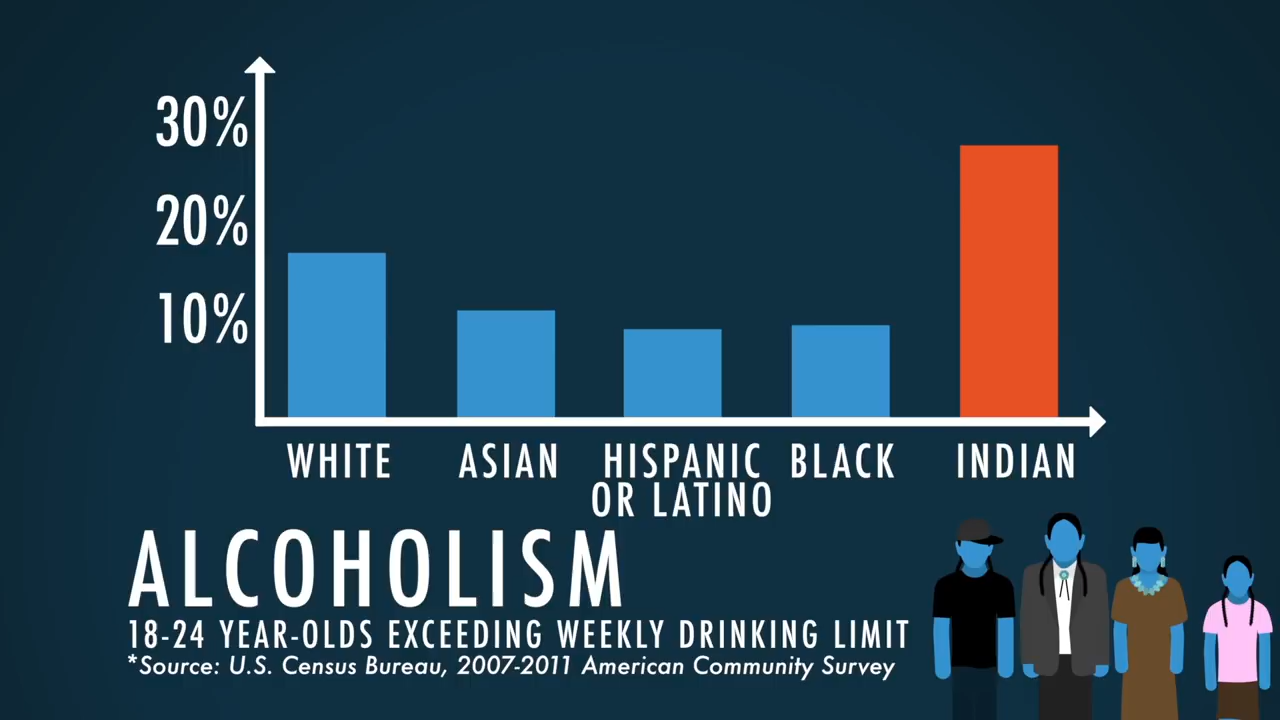 30%
20%
10%
WHITE
ASIAN
HISPANIC
OR LATINO
BLACK
INDIAN
ALCOHOLISM
18-24 YEAR-OLDS EXCEEDING WEEKLY DRINKING LIMIT
*Source: U.S. Census Bureau, 2007-2011 American Community Survey